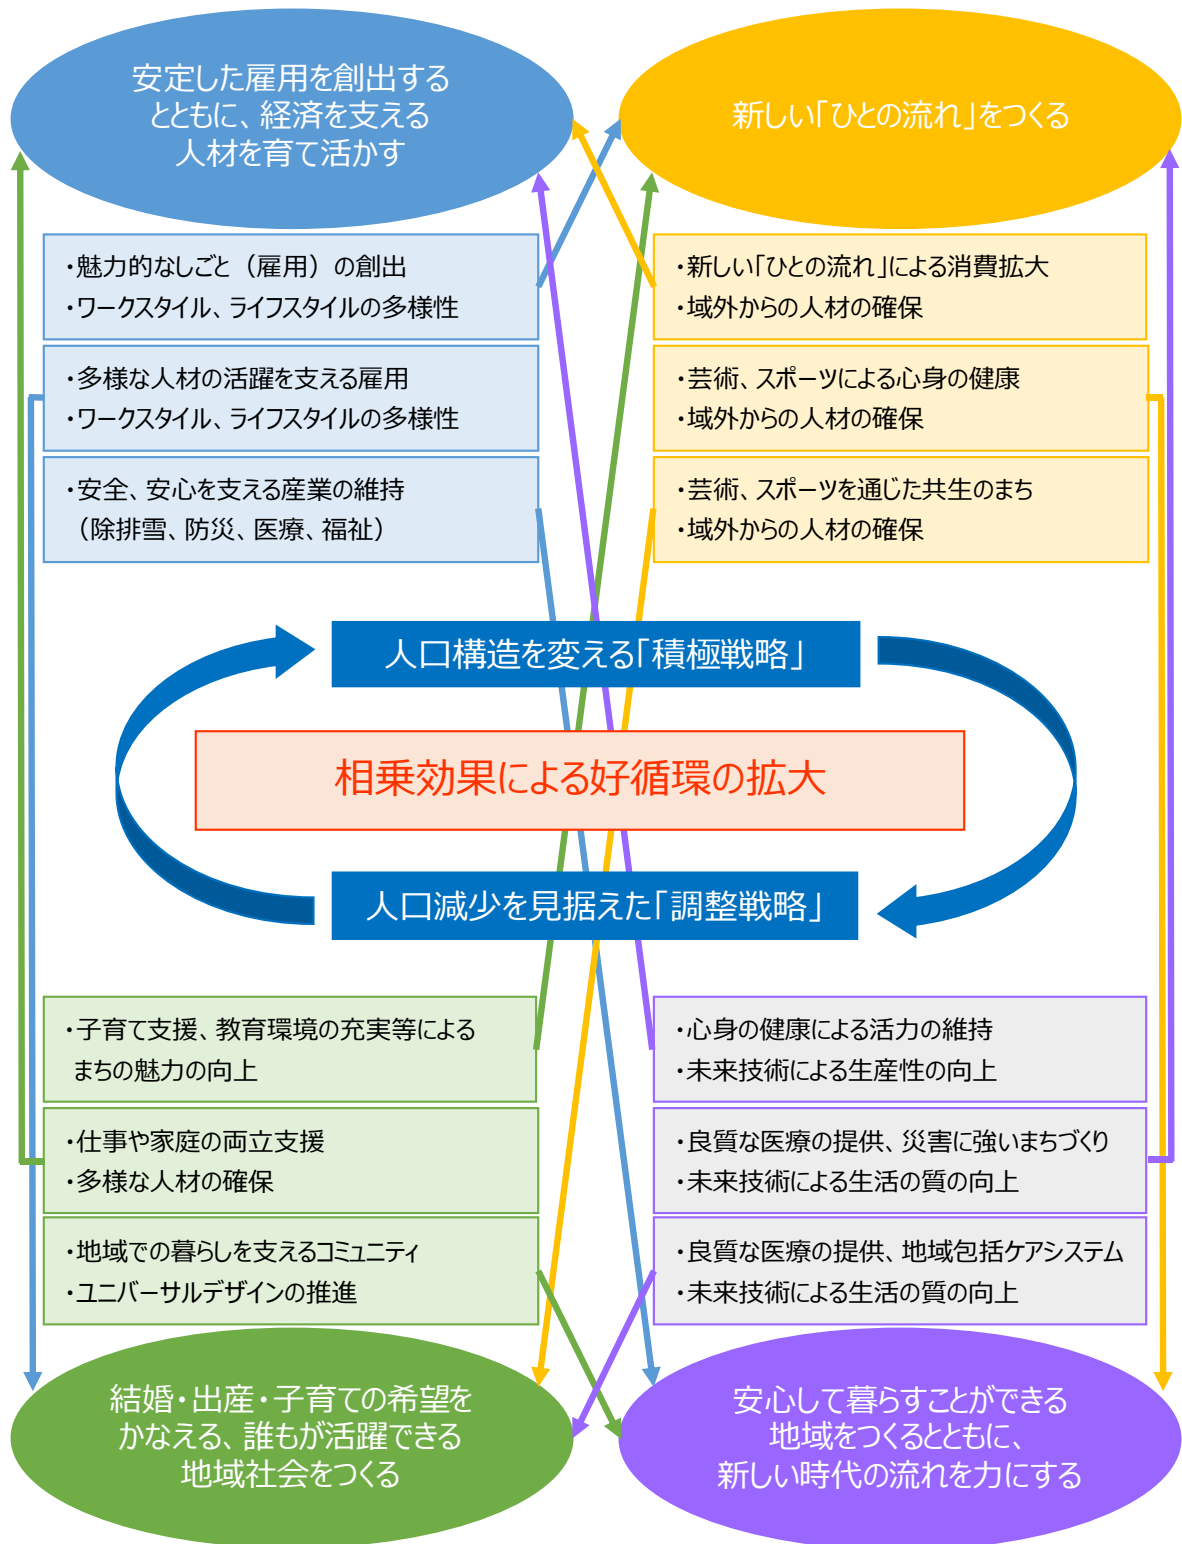 安定した雇用を創出する
とともに、経済を支える
人材を育て活かす
新しい「ひとの流れ」をつくる
・魅力的なしごと（雇用）の創出
・ワークスタイル、ライフスタイルの多様性
・多様な人材の活躍を支える雇用
・ワークスタイル、ライフスタイルの多様性
・安全、安心を支える産業の維持
（除排雪、防災、医療、福祉）
・新しい「ひとの流れ」による消費拡大
・域外からの人材の確保
・芸術、スポーツによる心身の健康
・域外からの人材の確保
・芸術、スポーツを通じた共生のまち
・域外からの人材の確保
人口構造を変える「積極戦略」
相乗効果による好循環の拡大
人口減少を見据えた「調整戦略」
・子育て支援、教育環境の充実等による
まちの魅力の向上
・仕事や家庭の両立支援
・多様な人材の確保
・地域での暮らしを支えるコミュニティ
・ユニバーサルデザインの推進
・心身の健康による活力の維持
・未来技術による生産性の向上
・良質な医療の提供、災害に強いまちづくり
・未来技術による生活の質の向上
・良質な医療の提供、地域包括ケアシステム
・未来技術による生活の質の向上
結婚・出産・子育ての希望を
かなえる、誰もが活躍できる
地域社会をつくる
安心して暮らすことができる
地域をつくるとともに、
新しい時代の流れを力にする